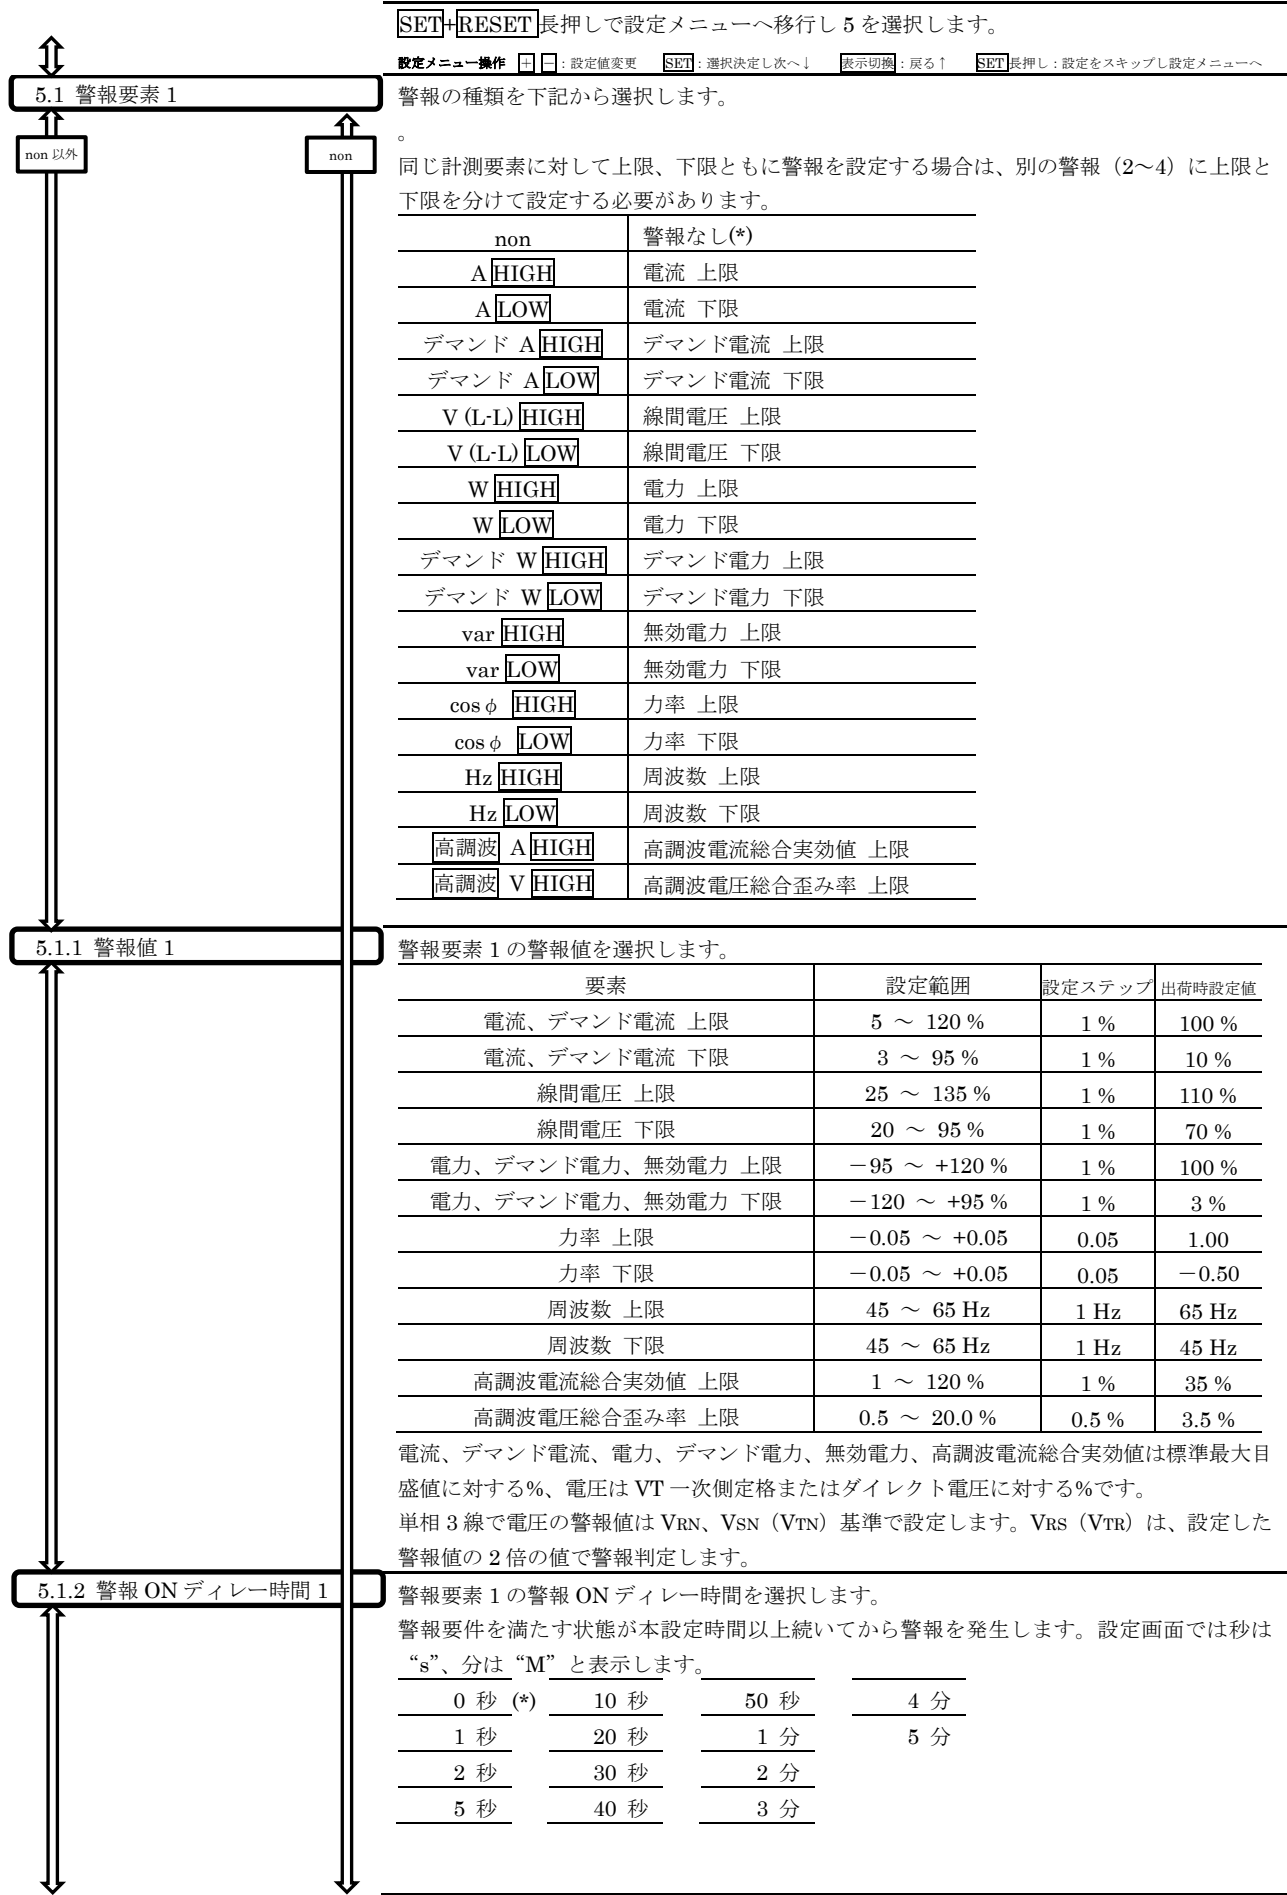 SET+RESET 長押しで設定メニューへ移行し 5 を選択します。
設定メニュー操作 + － : 設定値変更 SET : 選択決定し次へ↓ 表示切換 : 戻る↑ SET 長押し : 設定をスキップし設定メニューへ
5.1 警報要素 1
警報の種類を下記から選択します。
。
non 以外
non
同じ計測要素に対して上限、下限ともに警報を設定する場合は、別の警報（2～4）に上限と
下限を分けて設定する必要があります。
non 警報なし(*)
A HIGH 電流 上限
A LOW 電流 下限
デマンド A HIGH デマンド電流 上限
デマンド A LOW デマンド電流 下限
V (L-L) HIGH 線間電圧 上限
V (L-L) LOW 線間電圧 下限
W HIGH 電力 上限
W LOW 電力 下限
デマンド W HIGH デマンド電力 上限
デマンド W LOW デマンド電力 下限
var HIGH 無効電力 上限
var LOW 無効電力 下限
cosφ HIGH 力率 上限
cosφ LOW 力率 下限
Hz HIGH 周波数 上限
Hz LOW 周波数 下限
高調波 A HIGH 高調波電流総合実効値 上限
高調波 V HIGH 高調波電圧総合歪み率 上限
5.1.1 警報値 1
警報要素 1 の警報値を選択します。
要素 設定範囲 設定ステップ 出荷時設定値
電流、デマンド電流 上限 5 ～ 120 % 1 % 100 %
電流、デマンド電流 下限 3 ～ 95 % 1 % 10 %
線間電圧 上限 25 ～ 135 % 1 % 110 %
線間電圧 下限 20 ～ 95 % 1 % 70 %
電力、デマンド電力、無効電力 上限 －95 ～ +120 % 1 % 100 %
電力、デマンド電力、無効電力 下限 －120 ～ +95 % 1 % 3 %
力率 上限 －0.05 ～ +0.05 0.05 1.00
力率 下限 －0.05 ～ +0.05 0.05 －0.50
周波数 上限 45 ～ 65 Hz 1 Hz 65 Hz
周波数 下限 45 ～ 65 Hz 1 Hz 45 Hz
高調波電流総合実効値 上限 1 ～ 120 % 1 % 35 %
高調波電圧総合歪み率 上限 0.5 ～ 20.0 % 0.5 % 3.5 %
電流、デマンド電流、電力、デマンド電力、無効電力、高調波電流総合実効値は標準最大目
盛値に対する%、電圧は VT 一次側定格またはダイレクト電圧に対する%です。
単相 3 線で電圧の警報値は VRN、VSN（VTN）基準で設定します。VRS（VTR）は、設定した
警報値の 2 倍の値で警報判定します。
5.1.2 警報 ON ディレー時間 1
警報要素 1 の警報 ON ディレー時間を選択します。
警報要件を満たす状態が本設定時間以上続いてから警報を発生します。設定画面では秒は
“s”、分は“M”と表示します。
0 秒 (*) 10 秒 50 秒 4 分
1 秒 20 秒 1 分 5 分
2 秒 30 秒 2 分
5 秒 40 秒 3 分